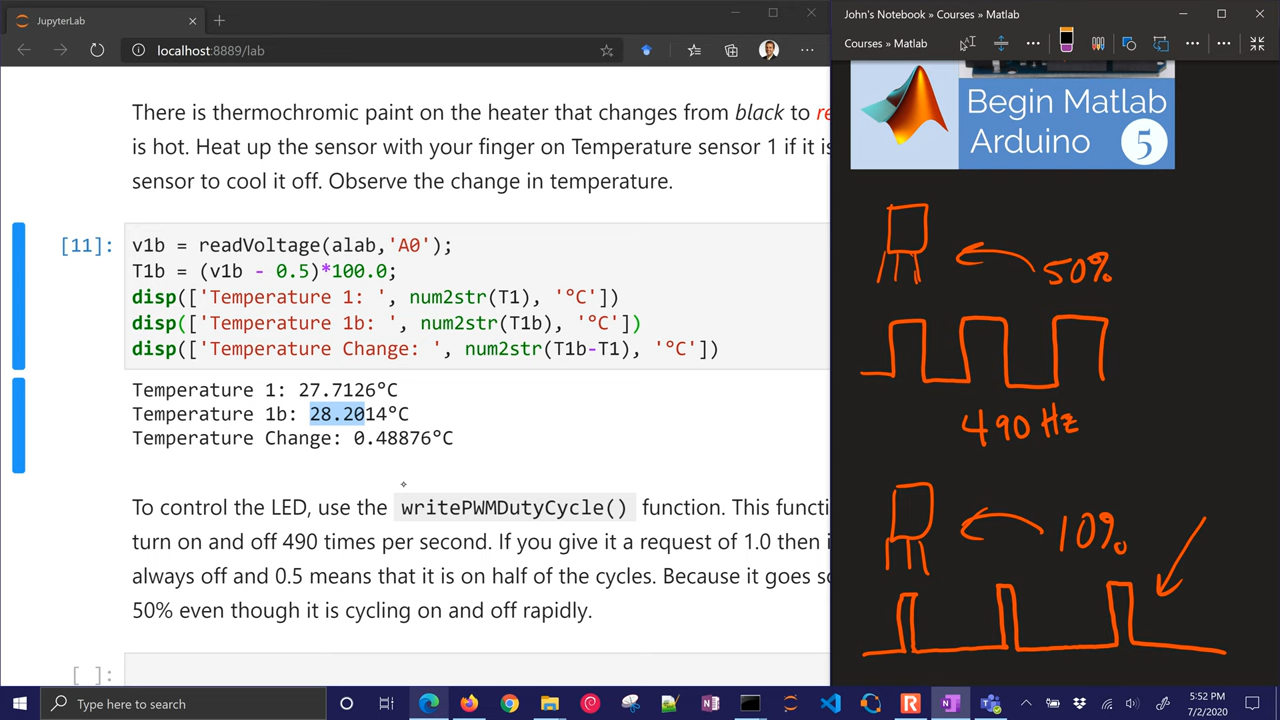 JupyterLab
localhost:8889/lab
There is thermochromic paint on the heater that changes from black to re
is hot. Heat up the sensor with your finger on Temperature sensor 1 if it is
sensor to cool it off. Observe the change in temperature.
[11]:
v1b = readVoltage(alab,'A0');
T1b = (v1b - 0.5)*100.0;
disp(['Temperature 1: ', num2str(T1), '°C'])
disp(['Temperature 1b: ', num2str(T1b), '°C'])
disp(['Temperature Change: ', num2str(T1b-T1), '°C'])
Temperature 1: 27.7126°C
Temperature 1b: 28.2014°C
Temperature Change: 0.48876°C
To control the LED, use the writePWMDutyCycle() function. This functi
turn on and off 490 times per second. If you give it a request of 1.0 then i
always off and 0.5 means that it is on half of the cycles. Because it goes s
50% even though it is cycling on and off rapidly.
[ ]:
John's Notebook » Courses » Matlab
Courses » Matlab
Begin Matlab
Arduino 5
50%
490 Hz
10%
Type here to search
5:52 PM
7/2/2020